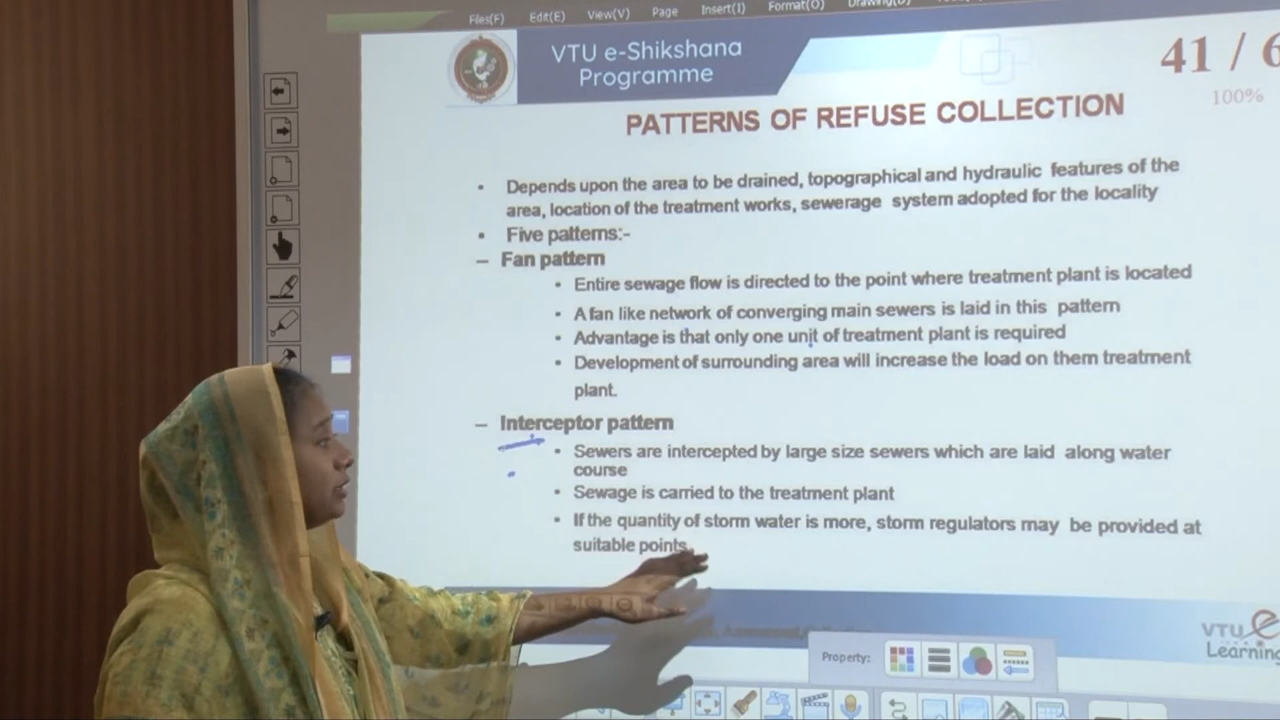 Files(F) Edit(E) View(V) Page Insert(I) Format(O)
VTU e-Shikshana
Programme
41 / 6
100%
PATTERNS OF REFUSE COLLECTION
• Depends upon the area to be drained, topographical and hydraulic features of the
area, location of the treatment works, sewerage system adopted for the locality
• Five patterns:-
– Fan pattern
• Entire sewage flow is directed to the point where treatment plant is located
• A fan like network of converging main sewers is laid in this pattern
• Advantage is that only one unit of treatment plant is required
• Development of surrounding area will increase the load on them treatment
plant.
– Interceptor pattern
• Sewers are intercepted by large size sewers which are laid along water
course
• Sewage is carried to the treatment plant
• If the quantity of storm water is more, storm regulators may be provided at
suitable points
VTU e
Learning
Property: